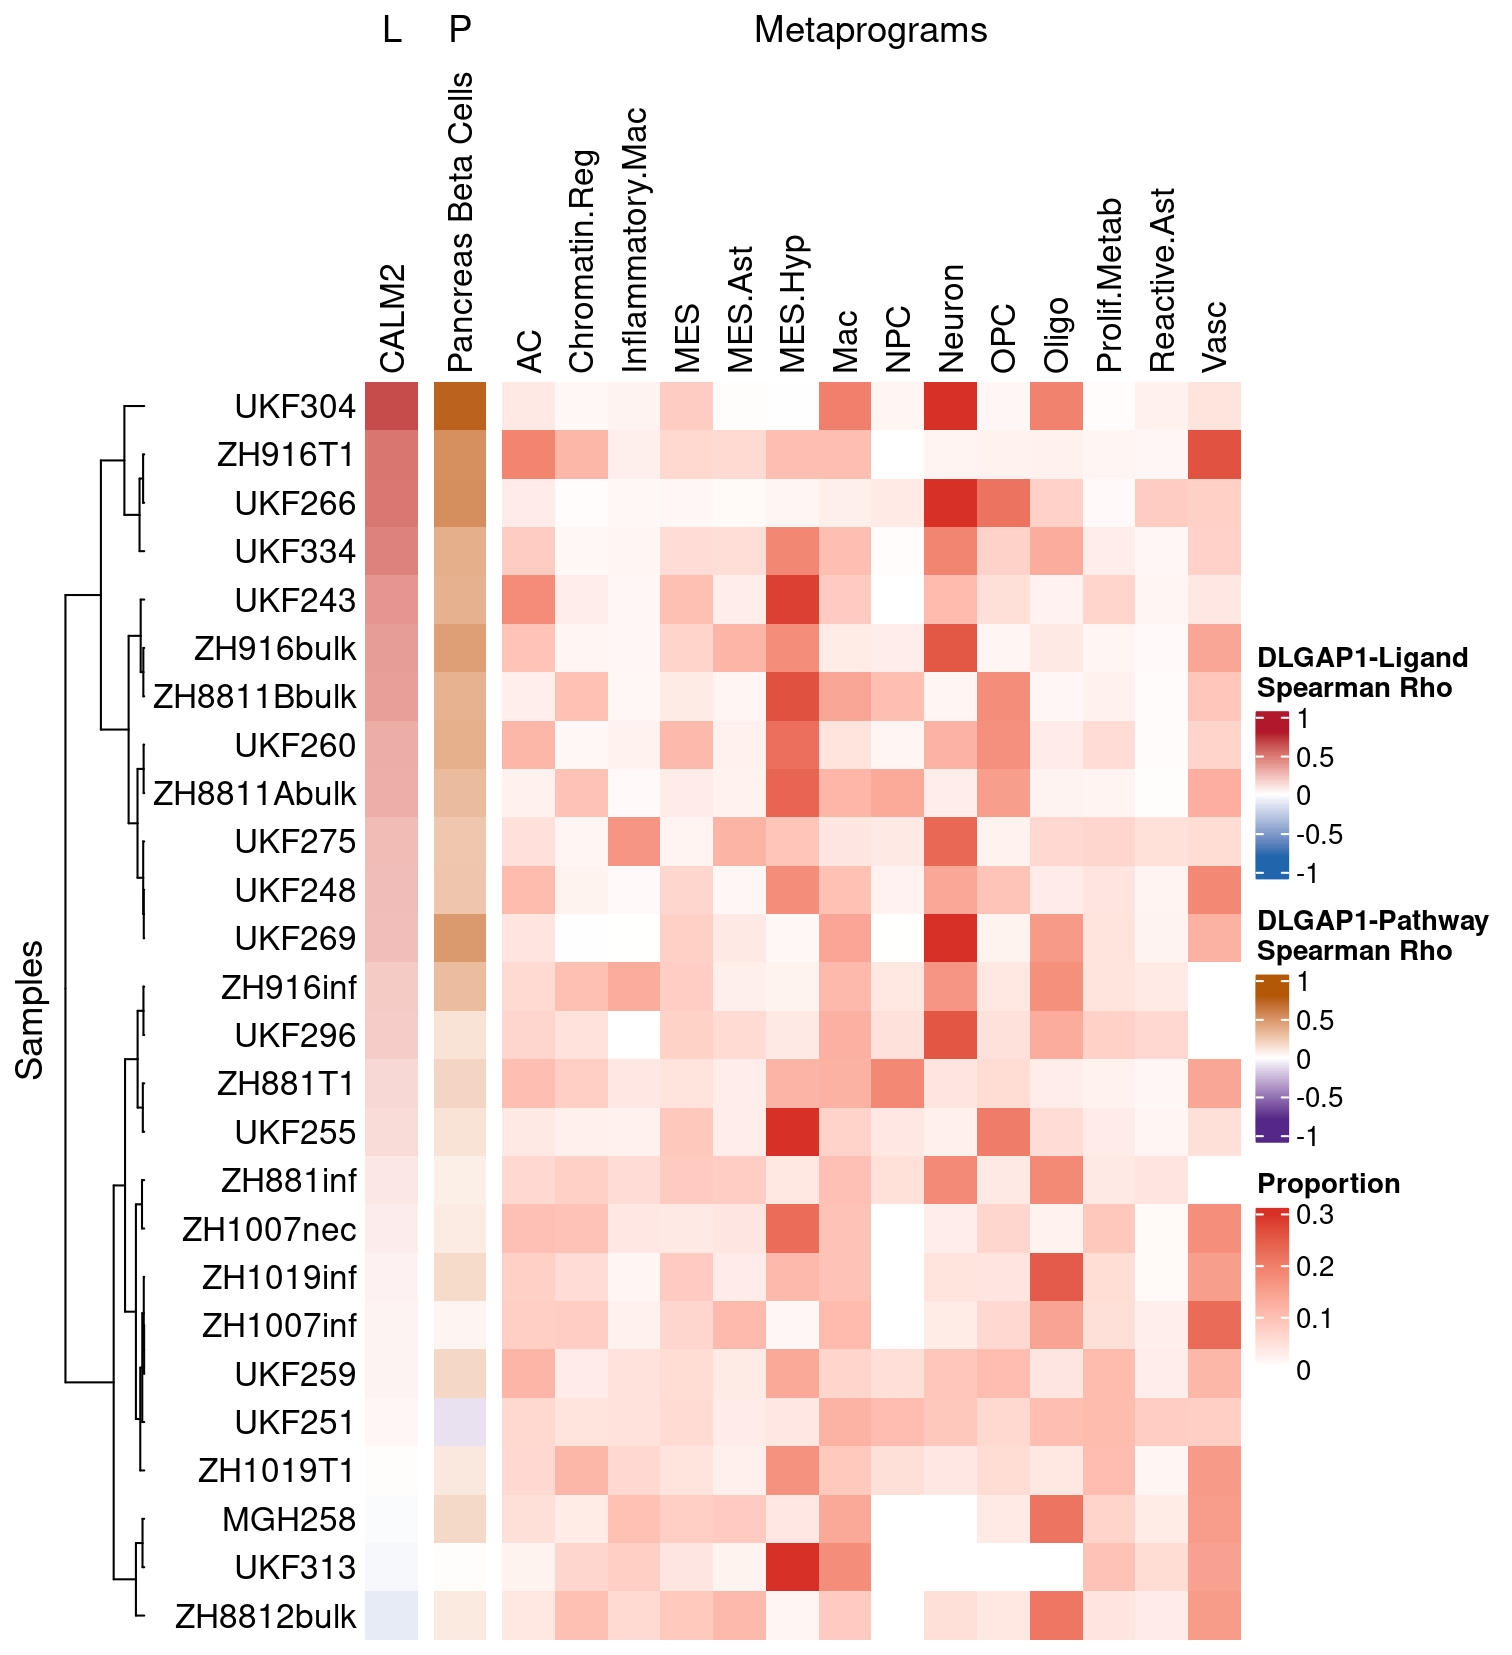 L P Metaprograms
CALM2
Pancreas Beta Cells
AC
Chromatin.Reg
Inflammatory.Mac
MES
MES.Ast
MES.Hyp
Mac
NPC
Neuron
OPC
Oligo
Prolif.Metab
Reactive.Ast
Vasc
Samples
UKF304
ZH916T1
UKF266
UKF334
UKF243
ZH916bulk
ZH8811Bbulk
UKF260
ZH8811Abulk
UKF275
UKF248
UKF269
ZH916inf
UKF296
ZH881T1
UKF255
ZH881inf
ZH1007nec
ZH1019inf
ZH1007inf
UKF259
UKF251
ZH1019T1
MGH258
UKF313
ZH8812bulk
DLGAP1-Ligand
Spearman Rho
1
0.5
0
-0.5
-1
DLGAP1-Pathway
Spearman Rho
1
0.5
0
-0.5
-1
Proportion
0.3
0.2
0.1
0